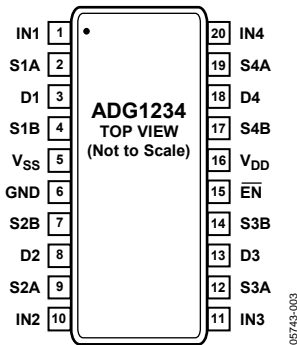 IN1 1
S1A 2
D1 3
S1B 4
VSS 5
GND 6
S2B 7
D2 8
S2A 9
IN2 10
ADG1234
TOP VIEW
(Not to Scale)
20 IN4
19 S4A
18 D4
17 S4B
16 VDD
15 E̅N̅
14 S3B
13 D3
12 S3A
11 IN3
05743-003